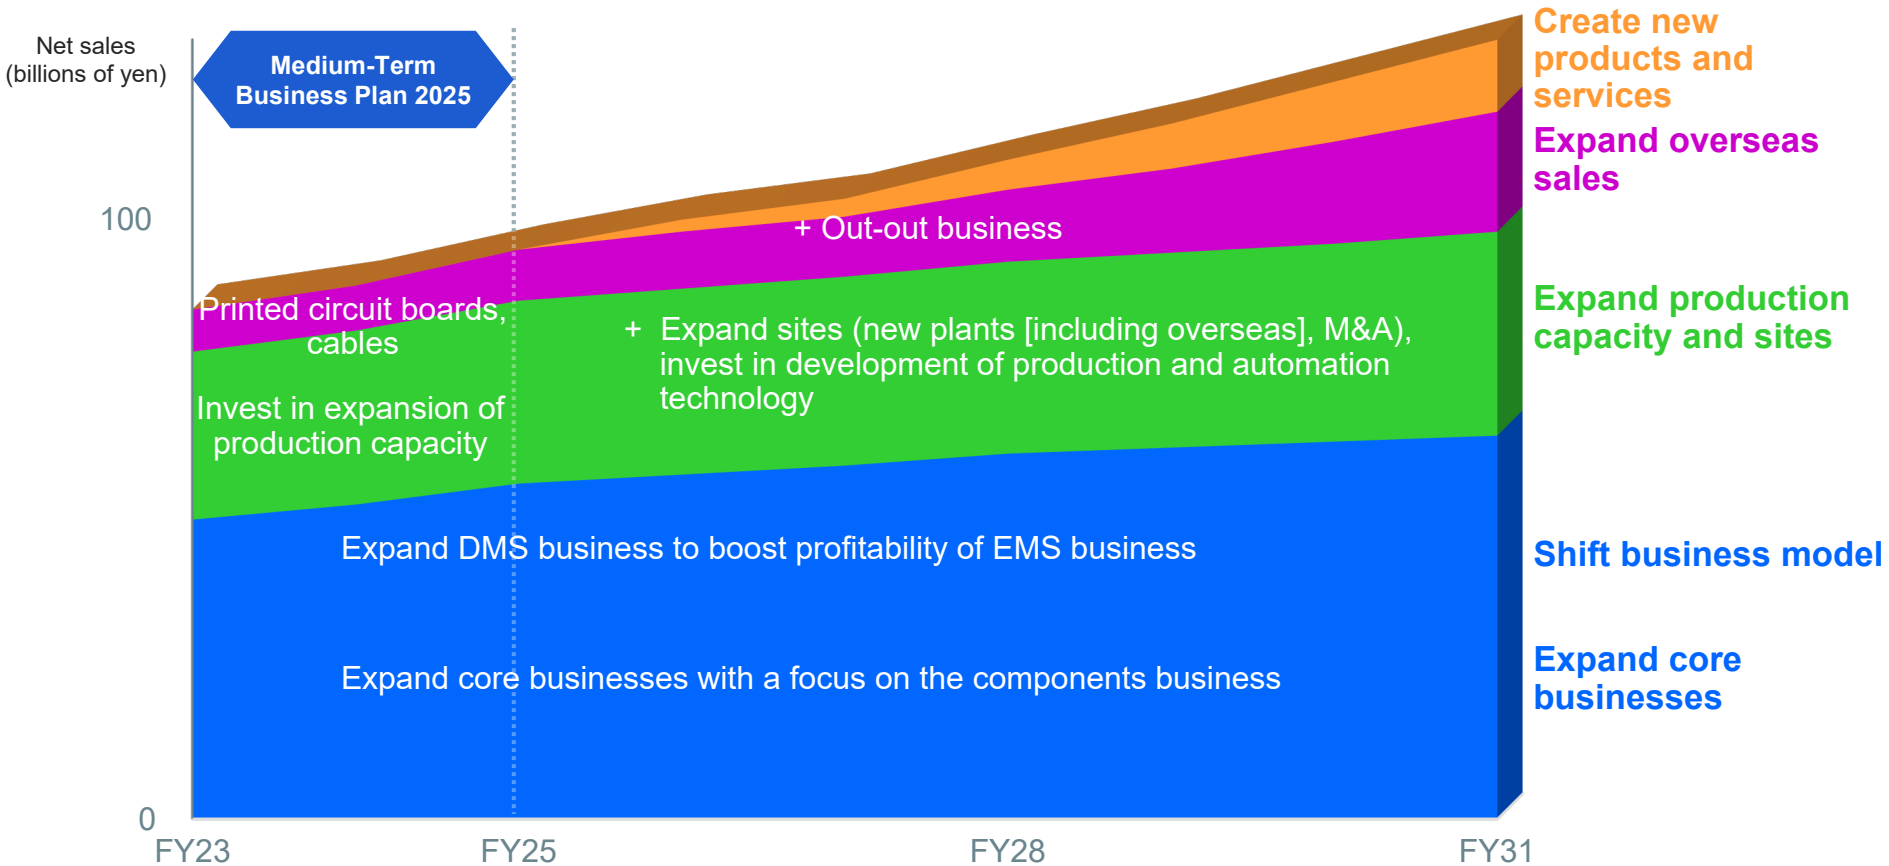 Net sales
(billions of yen)
Medium-Term
Business Plan 2025
Create new
products and
services
Expand overseas
sales
100
+ Out-out business
Printed circuit boards,
cables
+ Expand sites (new plants [including overseas], M&A),
invest in development of production and automation
technology
Expand production
capacity and sites
Invest in expansion of
production capacity
Expand DMS business to boost profitability of EMS business
Shift business model
Expand core businesses with a focus on the components business
Expand core
businesses
0
FY23
FY25
FY28
FY31